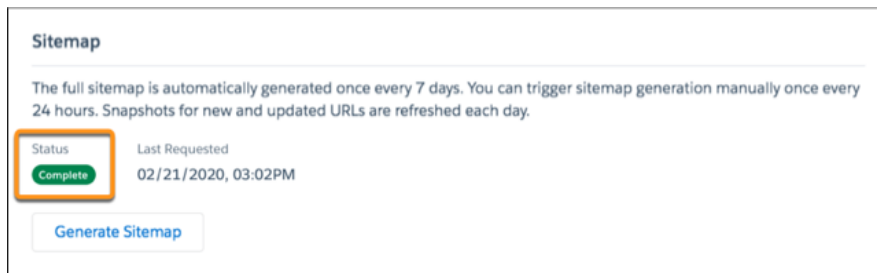 Sitemap
The full sitemap is automatically generated once every 7 days. You can trigger sitemap generation manually once every
24 hours. Snapshots for new and updated URLs are refreshed each day.
Status Last Requested
Complete 02/21/2020, 03:02PM
Generate Sitemap